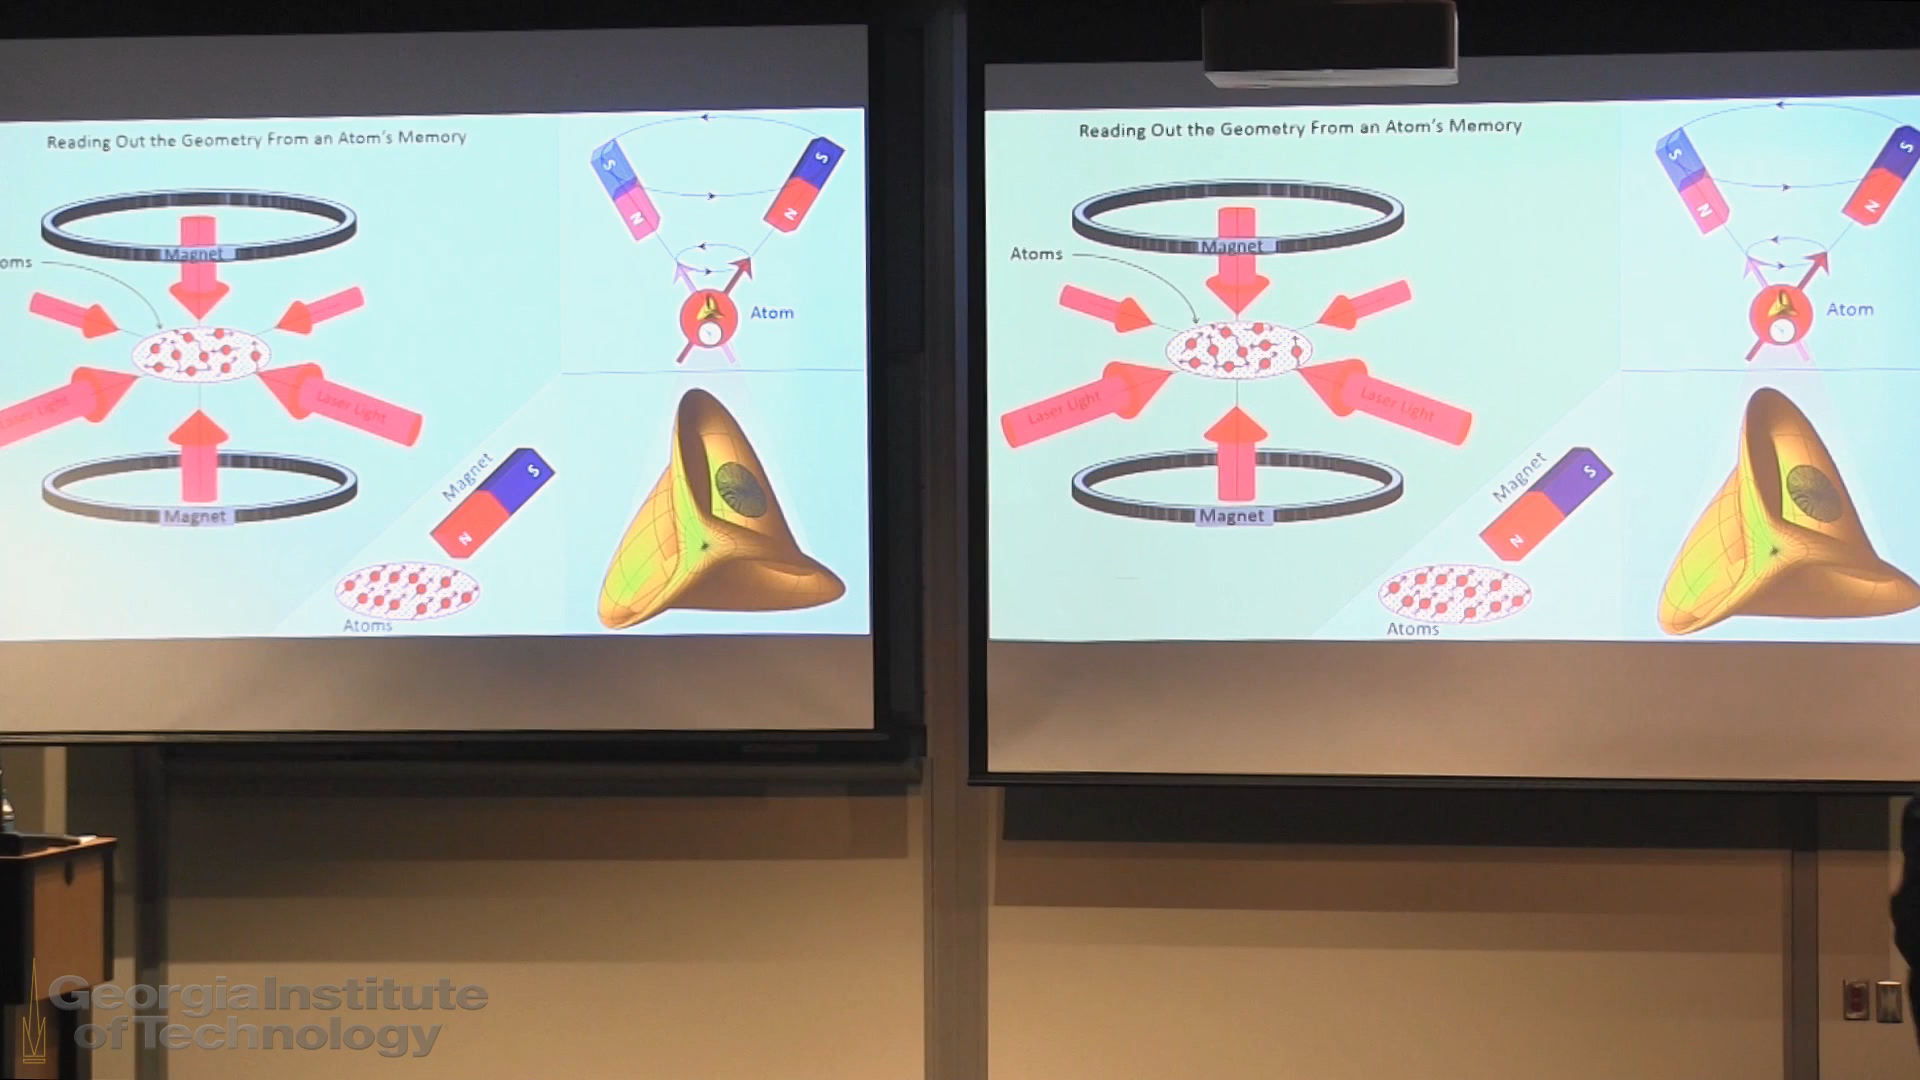 Reading Out the Geometry From an Atom's Memory
S
S
N
N
Magnet
oms
Atom
Laser Light
Laser Light
Magnet
S
N
Magnet
Atoms
Reading Out the Geometry From an Atom's Memory
S
S
N
N
Magnet
Atoms
Atom
Laser Light
Laser Light
Magnet
S
N
Magnet
Atoms
Georgia Institute
of Technology